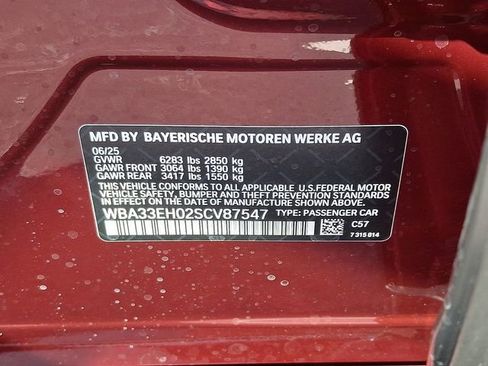 MFD BY BAYERISCHE MOTOREN WERKE AG
06/25
GVWR 6283 lbs 2850 kg
GAWR FRONT 3064 lbs 1390 kg
GAWR REAR 3417 lbs 1550 kg
THIS VEHICLE CONFORMS TO ALL APPLICABLE U.S.FEDERAL MOTOR
VEHICLE SAFETY, BUMPER AND THEFT PREVENTION STANDARDS
IN EFFECT ON THE DATE OF MANUFACTURE SHOWN ABOVE.
WBA33EH02SCV87547 TYPE: PASSENGER CAR
C57
7 315 814